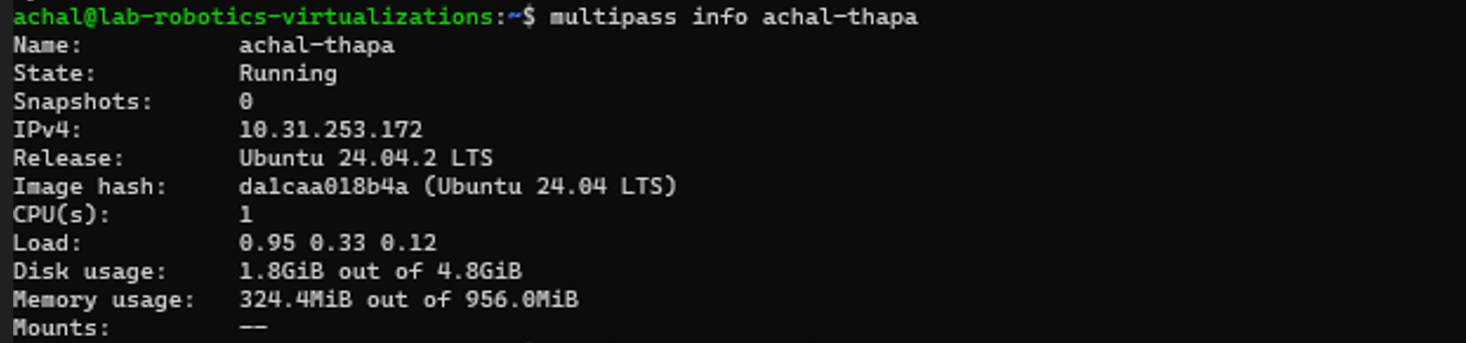 achal@lab-robotics-virtualizations:~$ multipass info achal-thapa
Name: achal-thapa
State: Running
Snapshots: 0
IPv4: 10.31.253.172
Release: Ubuntu 24.04.2 LTS
Image hash: da1caa018b4a (Ubuntu 24.04 LTS)
CPU(s): 1
Load: 0.95 0.33 0.12
Disk usage: 1.8GiB out of 4.8GiB
Memory usage: 324.4MiB out of 956.0MiB
Mounts: --